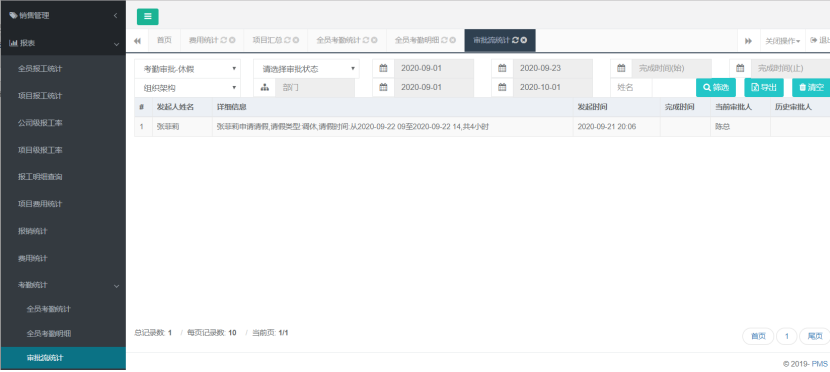 销售管理
报表
全员报工统计
项目报工统计
公司级报工率
项目级报工率
报工明细查询
项目费用统计
报销统计
费用统计
考勤统计
全员考勤统计
全员考勤明细
审批流统计
首页 费用统计 项目汇总 全员考勤统计 全员考勤明细 审批流统计 关闭操作 退出
考勤审批-休假 请选择审批状态 2020-09-01 2020-09-23 完成时间(始) 完成时间(止)
组织架构 部门 2020-09-01 2020-10-01 姓名 筛选 导出 清空
# 发起人姓名 详细信息 发起时间 完成时间 当前审批人 历史审批人
1 张菲莉 张菲莉申请请假,请假类型:调休,请假时间:从2020-09-22 09至2020-09-22 14,共4小时 2020-09-21 20:06 陈总
总记录数: 1 / 每页记录数: 10 / 当前页: 1/1
首页 1 尾页
© 2019- PMS